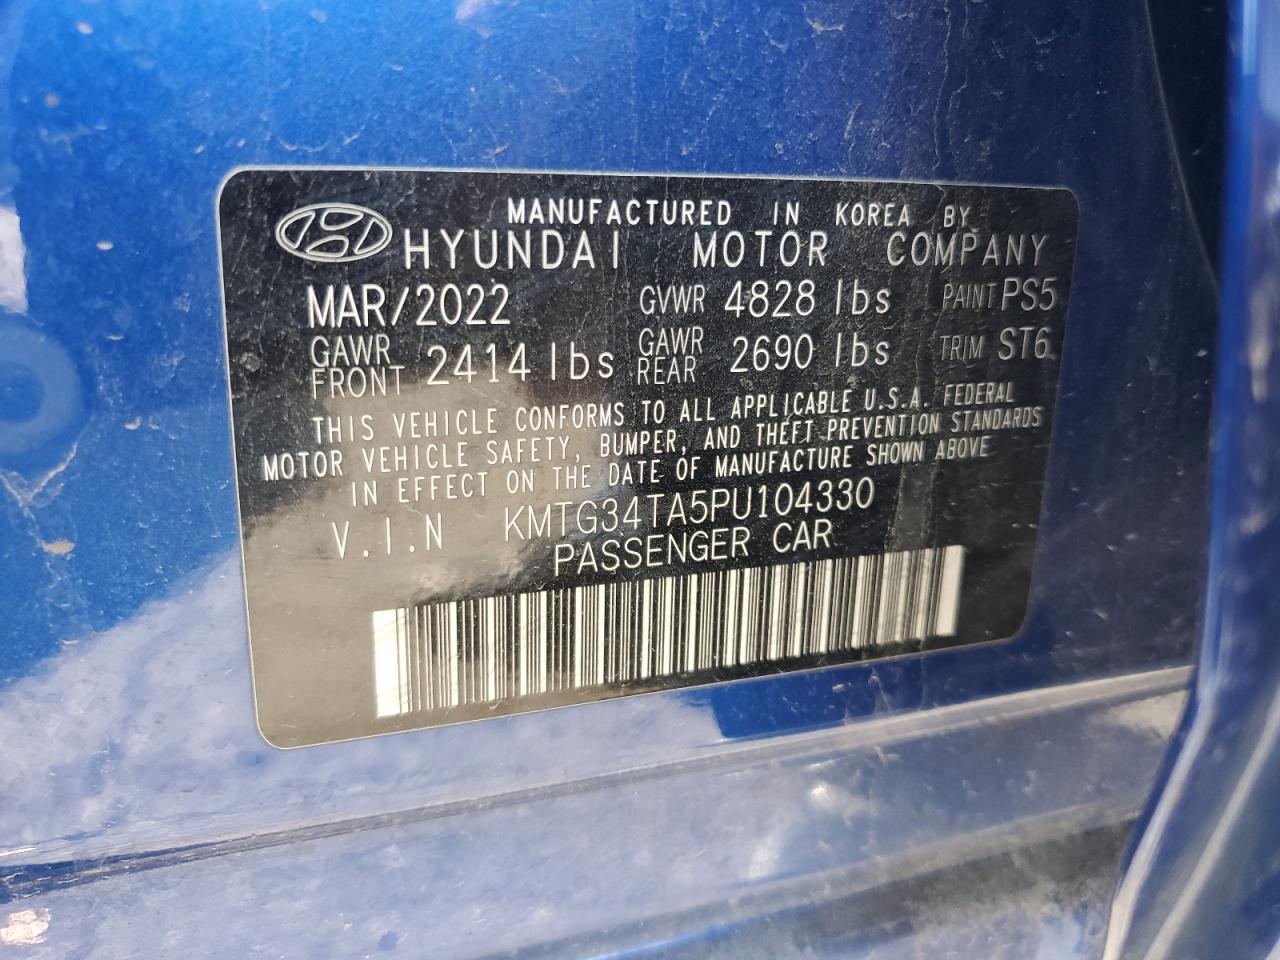 MANUFACTURED IN KOREA BY
HYUNDAI MOTOR COMPANY
MAR/2022 GVWR 4828 lbs PAINT PS5
GAWR FRONT 2414 lbs GAWR REAR 2690 lbs TRIM ST6
THIS VEHICLE CONFORMS TO ALL APPLICABLE U.S.A. FEDERAL
MOTOR VEHICLE SAFETY, BUMPER, AND THEFT PREVENTION STANDARDS
IN EFFECT ON THE DATE OF MANUFACTURE SHOWN ABOVE
V.I.N KMTG34TA5PU104330
PASSENGER CAR